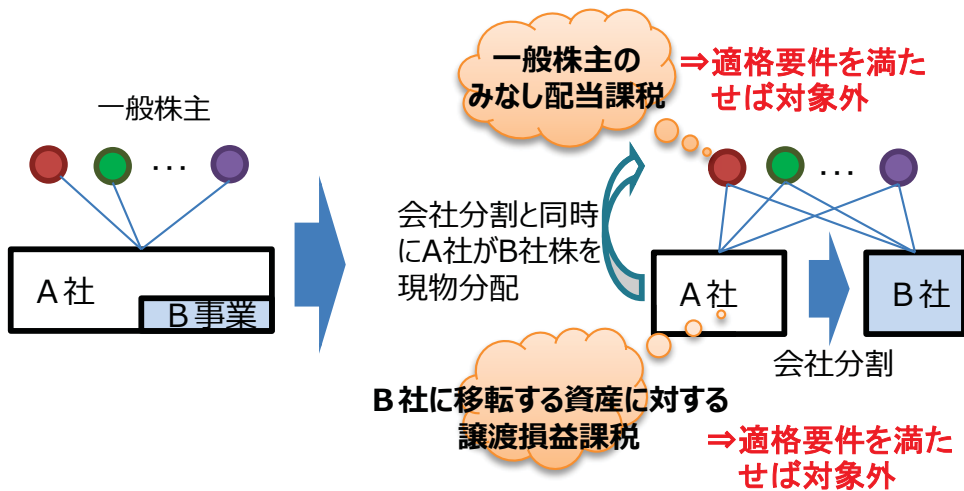 一般株主
・・・
A社
B事業
一般株主の
みなし配当課税
⇒適格要件を満た
せば対象外
・・・
会社分割と同時
にA社がB社株を
現物分配
A社
B社
会社分割
B社に移転する資産に対する
譲渡損益課税
⇒適格要件を満た
せば対象外